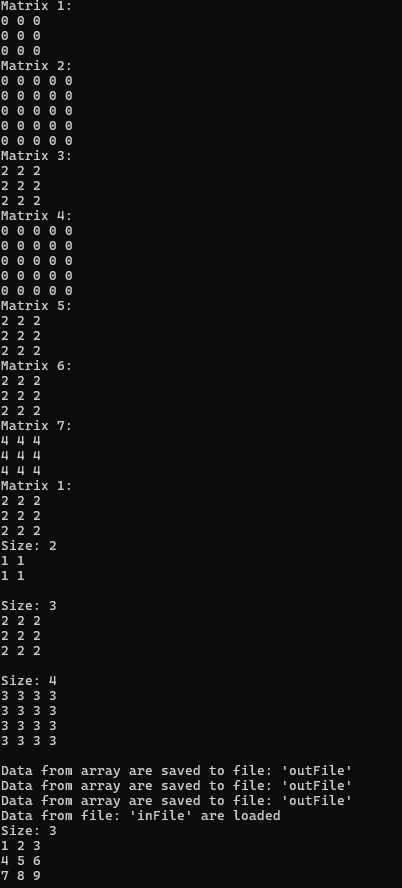 Matrix 1:
0 0 0
0 0 0
0 0 0
Matrix 2:
0 0 0 0 0
0 0 0 0 0
0 0 0 0 0
0 0 0 0 0
0 0 0 0 0
Matrix 3:
2 2 2
2 2 2
2 2 2
Matrix 4:
0 0 0 0 0
0 0 0 0 0
0 0 0 0 0
0 0 0 0 0
0 0 0 0 0
Matrix 5:
2 2 2
2 2 2
2 2 2
Matrix 6:
2 2 2
2 2 2
2 2 2
Matrix 7:
4 4 4
4 4 4
4 4 4
Matrix 1:
2 2 2
2 2 2
2 2 2
Size: 2
1 1
1 1

Size: 3
2 2 2
2 2 2
2 2 2

Size: 4
3 3 3 3
3 3 3 3
3 3 3 3
3 3 3 3

Data from array are saved to file: 'outFile'
Data from array are saved to file: 'outFile'
Data from array are saved to file: 'outFile'
Data from file: 'inFile' are loaded
Size: 3
1 2 3
4 5 6
7 8 9